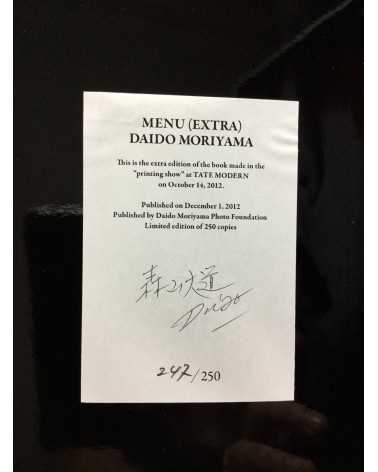 MENU (EXTRA)
DAIDO MORIYAMA
This is the extra edition of the book made in the
"printing show" at TATE MODERN
on October 14, 2012.
Published on December 1, 2012
Published by Daido Moriyama Photo Foundation
Limited edition of 250 copies
森山大道
Daido
247/250